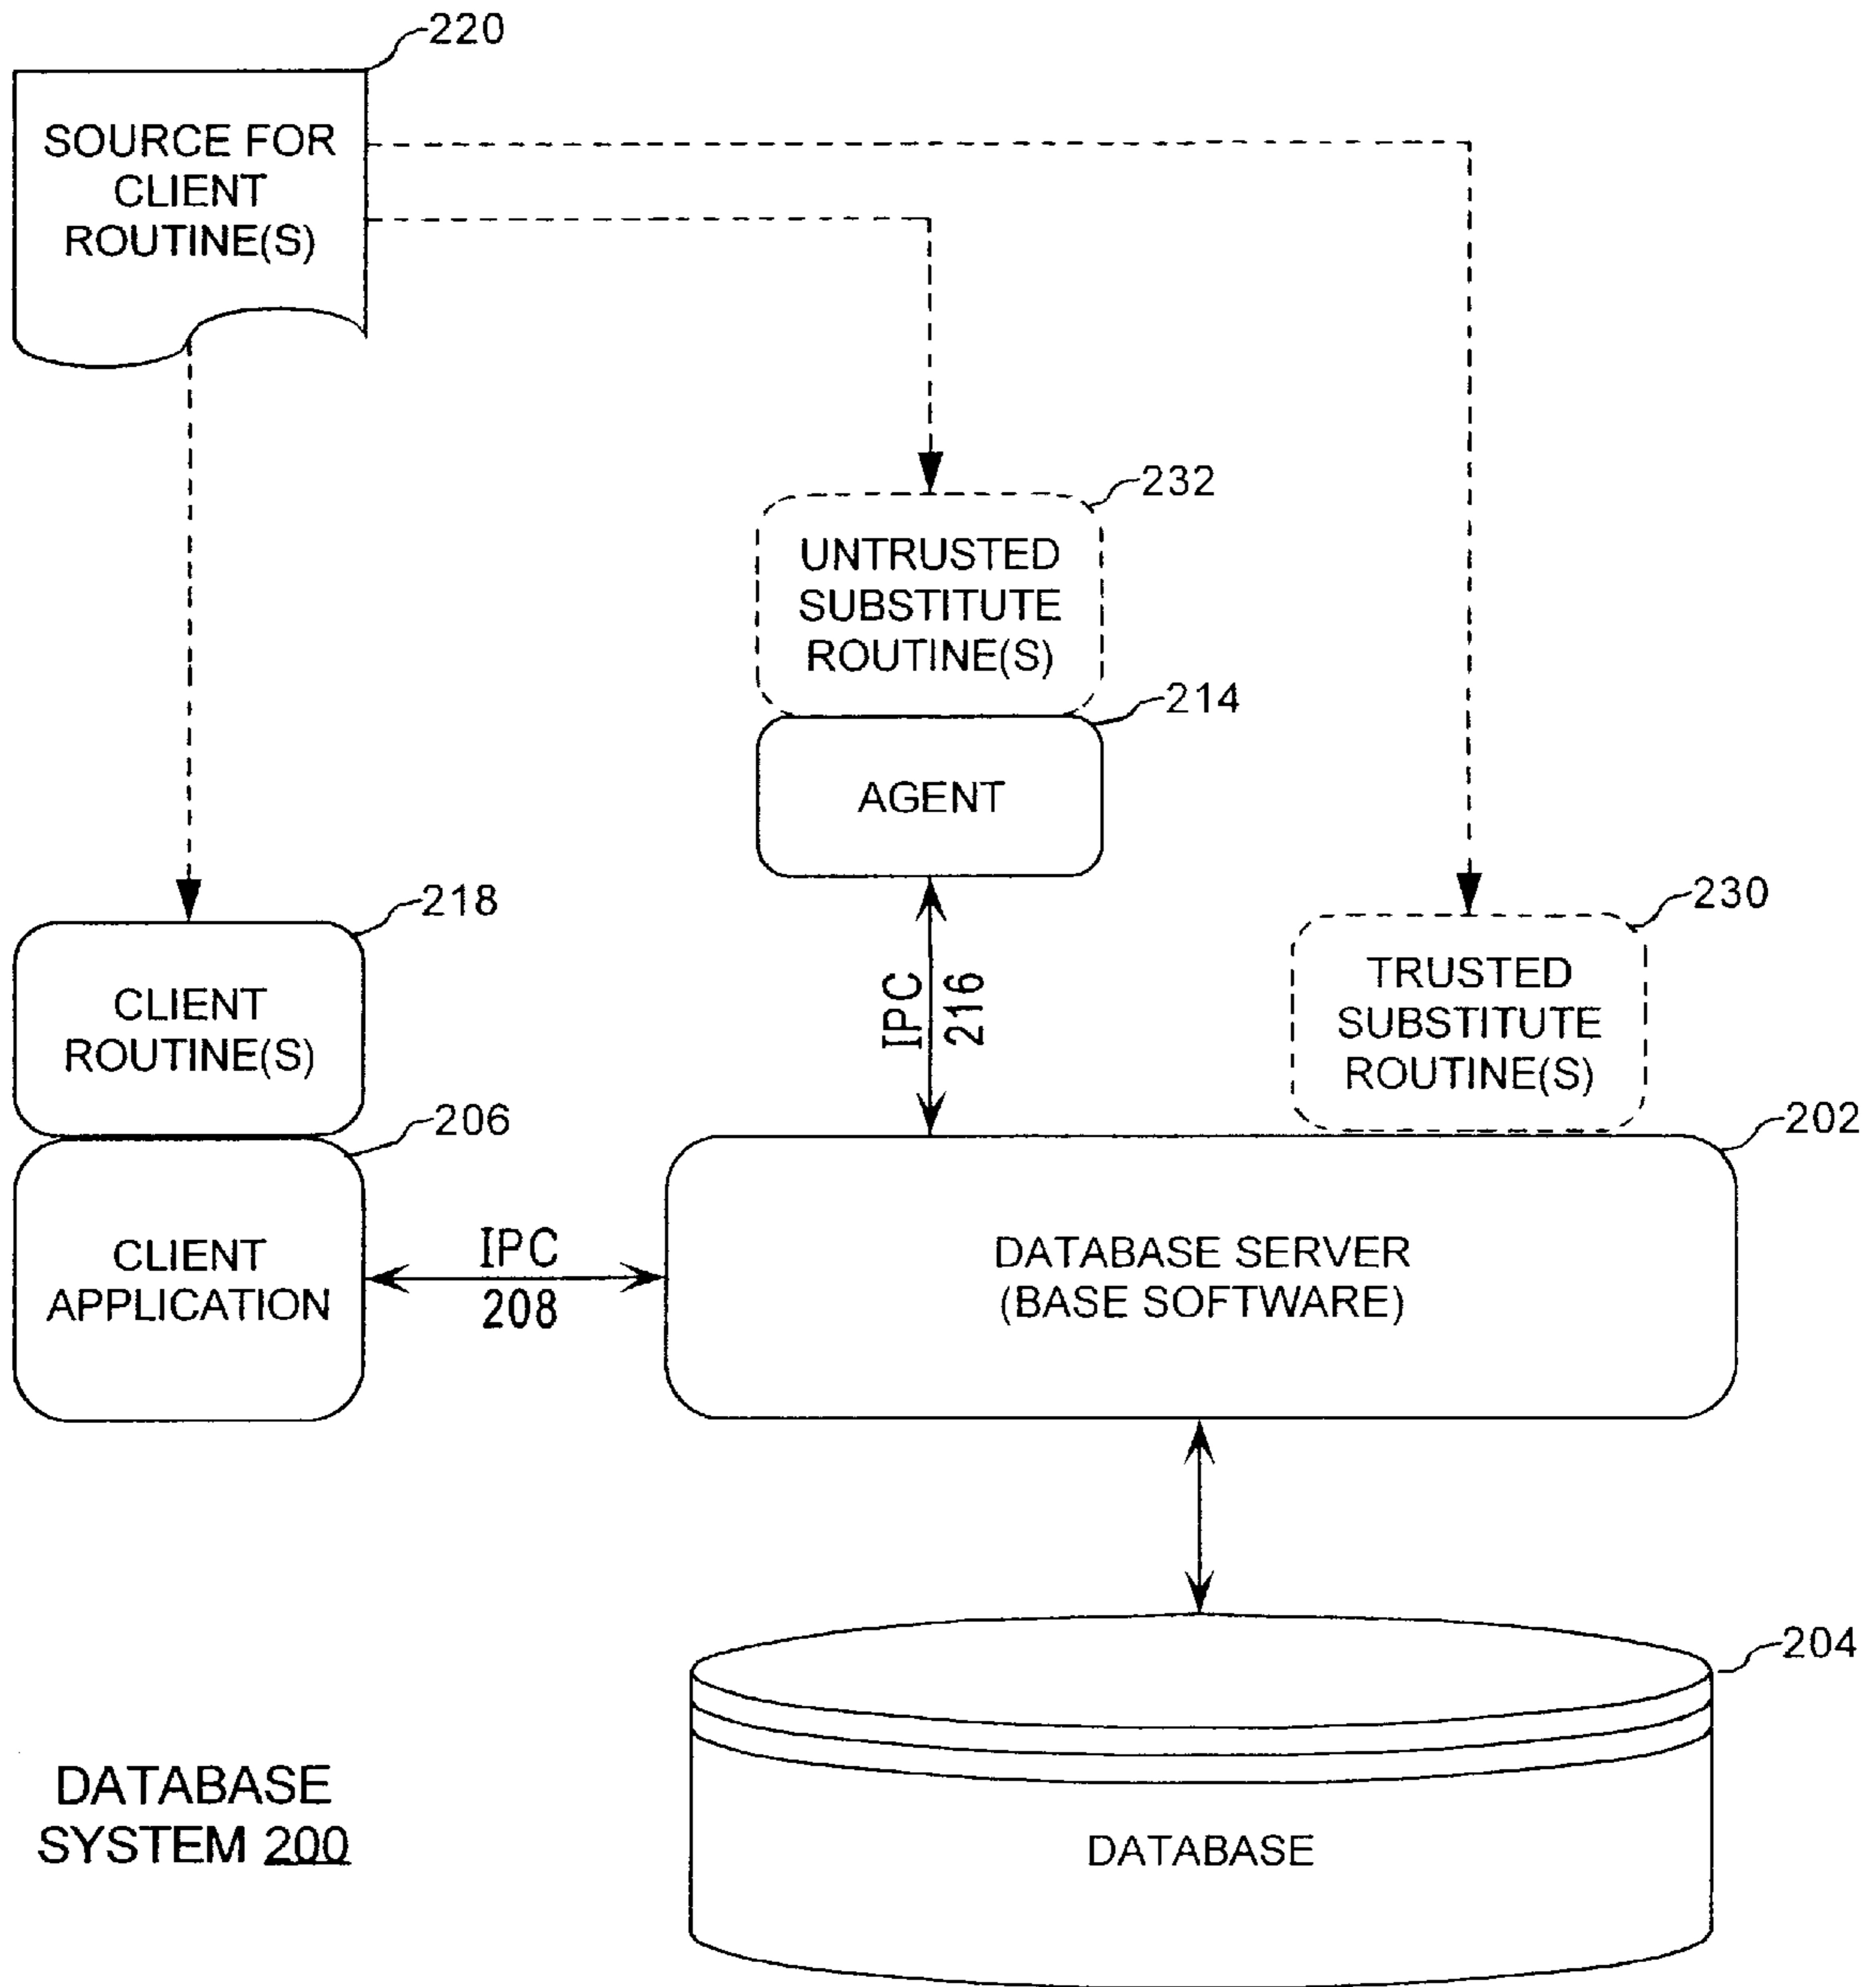 220
SOURCE FOR
CLIENT
ROUTINE(S)
232
UNTRUSTED
SUBSTITUTE
ROUTINE(S)
214
AGENT
218
CLIENT
ROUTINE(S)
IPC
216
230
TRUSTED
SUBSTITUTE
ROUTINE(S)
206
CLIENT
APPLICATION
IPC
208
202
DATABASE SERVER
(BASE SOFTWARE)
204
DATABASE
DATABASE
SYSTEM 200